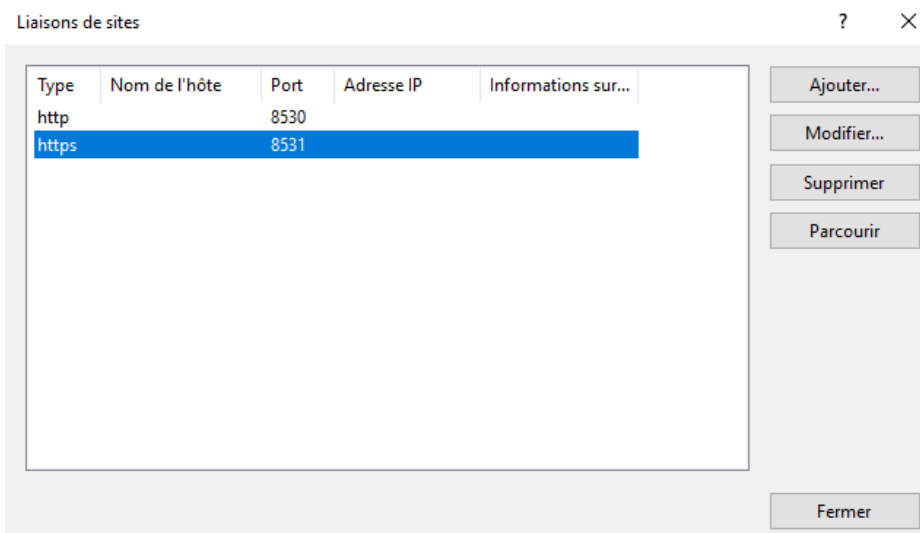 Liaisons de sites ? ×
Type Nom de l'hôte Port Adresse IP Informations sur...
http 8530
https 8531
Ajouter...
Modifier...
Supprimer
Parcourir
Fermer